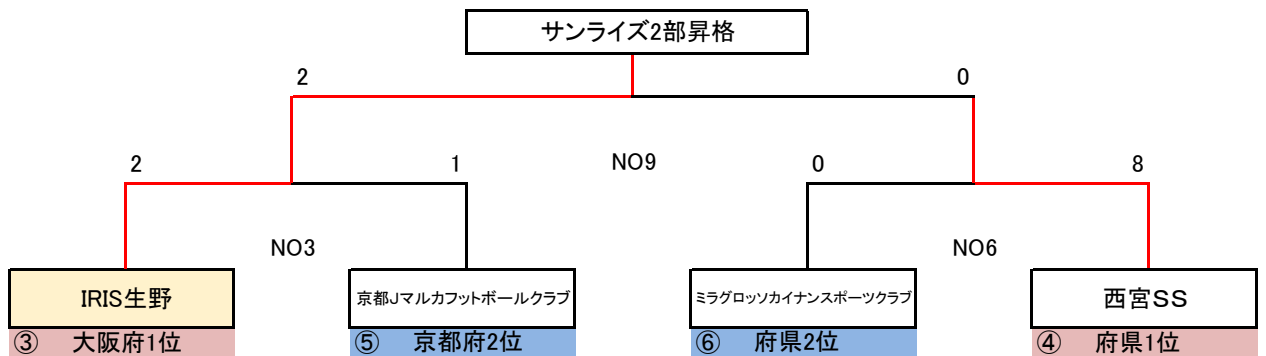 サンライズ2部昇格
2
0
2
1
NO9
0
8
NO3
NO6
IRIS生野
京都Jマルカフットボールクラブ
ミラグロッソカイナンスポーツクラブ
西宮SS
③ 大阪府1位
⑤ 京都府2位
⑥ 府県2位
④ 府県1位